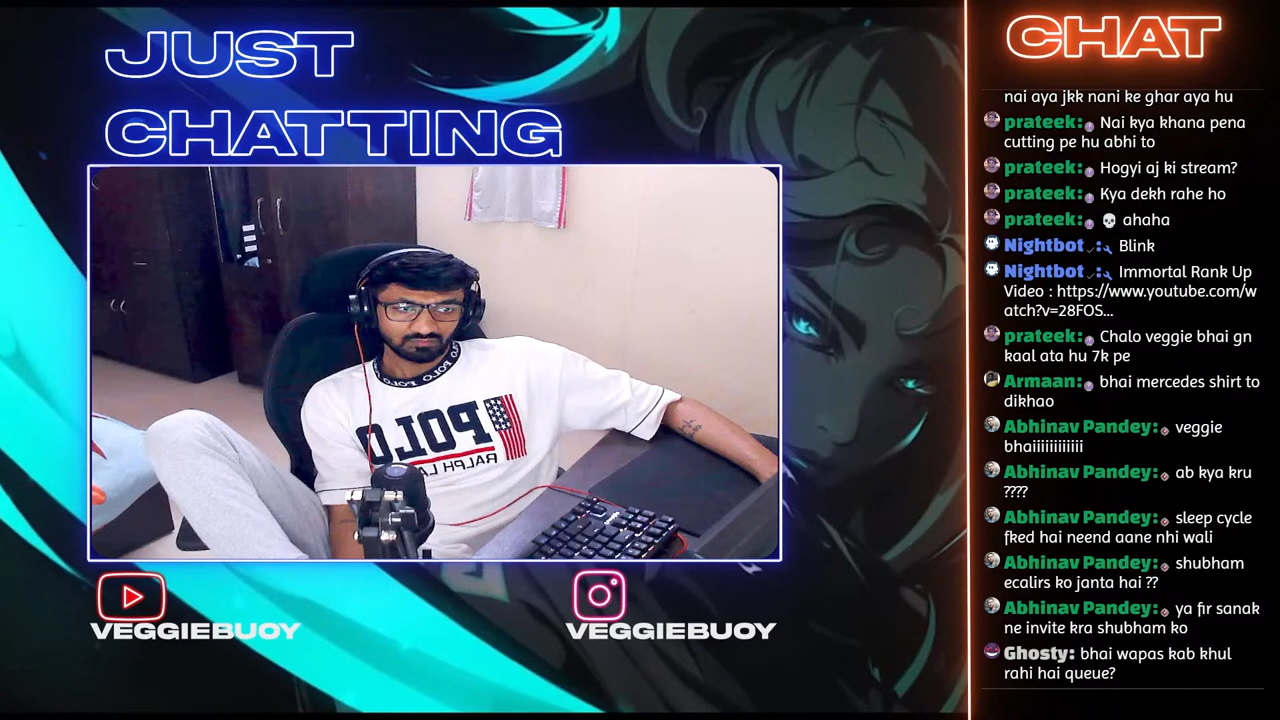 JUST
CHATTING
CHAT
nai aya jkk nani ke ghar aya hu
prateek: Nai kya khana pena
cutting pe hu abhi to
prateek: Hogyi aj ki stream?
prateek: Kya dekh rahe ho
prateek: 💀 ahaha
Nightbot : Blink
Nightbot : Immortal Rank Up
Video : https://www.youtube.com/w
atch?v=28FOS...
prateek: Chalo veggie bhai gn
kaal ata hu 7k pe
Armaan: bhai mercedes shirt to
dikhao
Abhinav Pandey: veggie
bhaiiiiiiiiiiii
Abhinav Pandey: ab kya kru
????
Abhinav Pandey: sleep cycle
fked hai neend aane nhi wali
Abhinav Pandey: shubham
ecalirs ko janta hai ??
Abhinav Pandey: ya fir sanak
ne invite kra shubham ko
Ghosty: bhai wapas kab khul
rahi hai queue?
POLO
POLO
RALPH LA
VEGGIEBUOY
VEGGIEBUOY